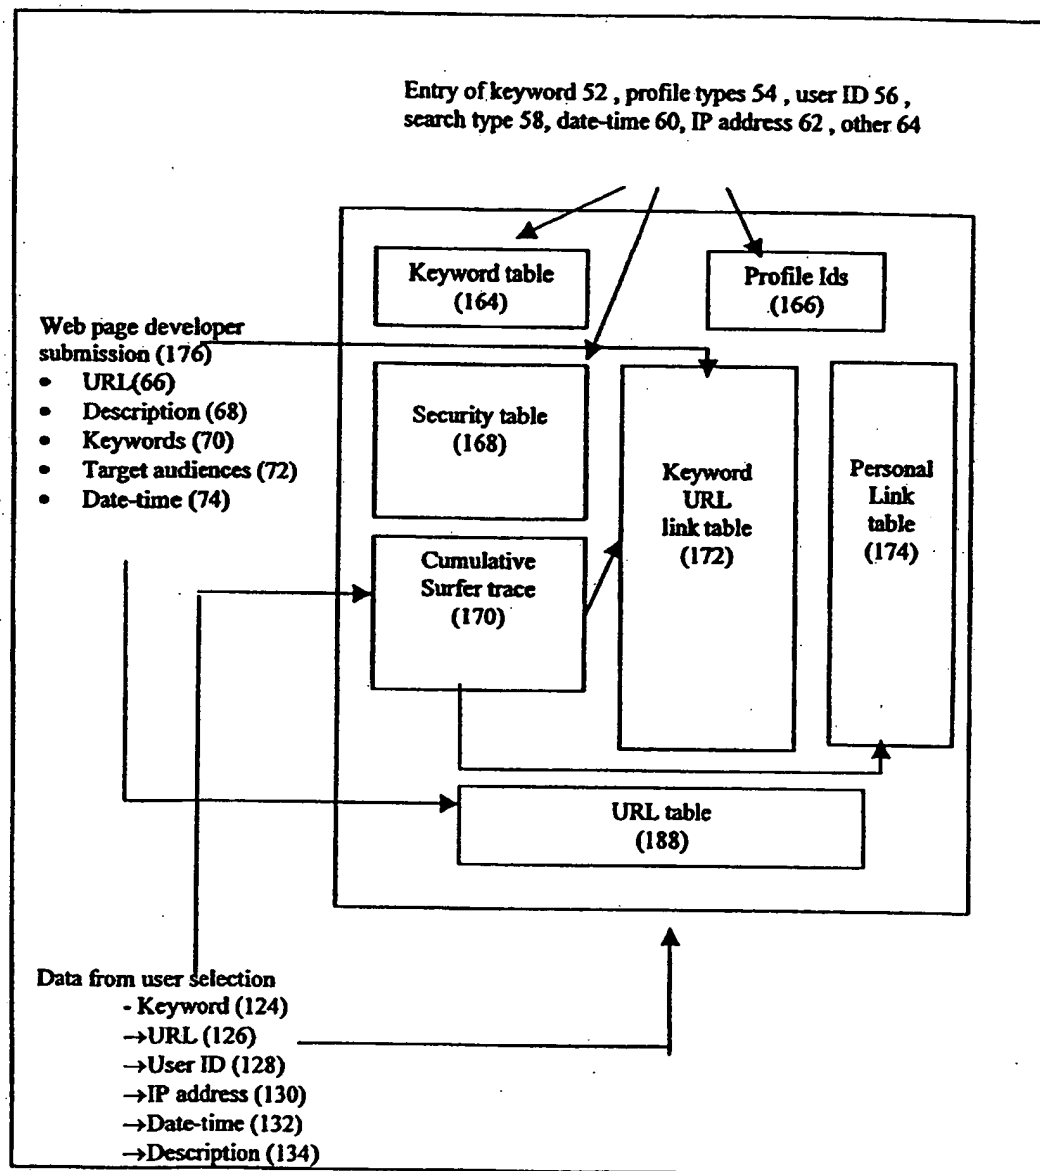 Entry of keyword 52 , profile types 54 , user ID 56 ,
search type 58, date-time 60, IP address 62 , other 64
Keyword table
(164)
Profile Ids
(166)
Web page developer
submission (176)
• URL(66)
• Description (68)
• Keywords (70)
• Target audiences (72)
• Date-time (74)
Security table
(168)
Keyword
URL
link table
(172)
Personal
Link
table
(174)
Cumulative
Surfer trace
(170)
URL table
(188)
Data from user selection
- Keyword (124)
→URL (126)
→User ID (128)
→IP address (130)
→Date-time (132)
→Description (134)